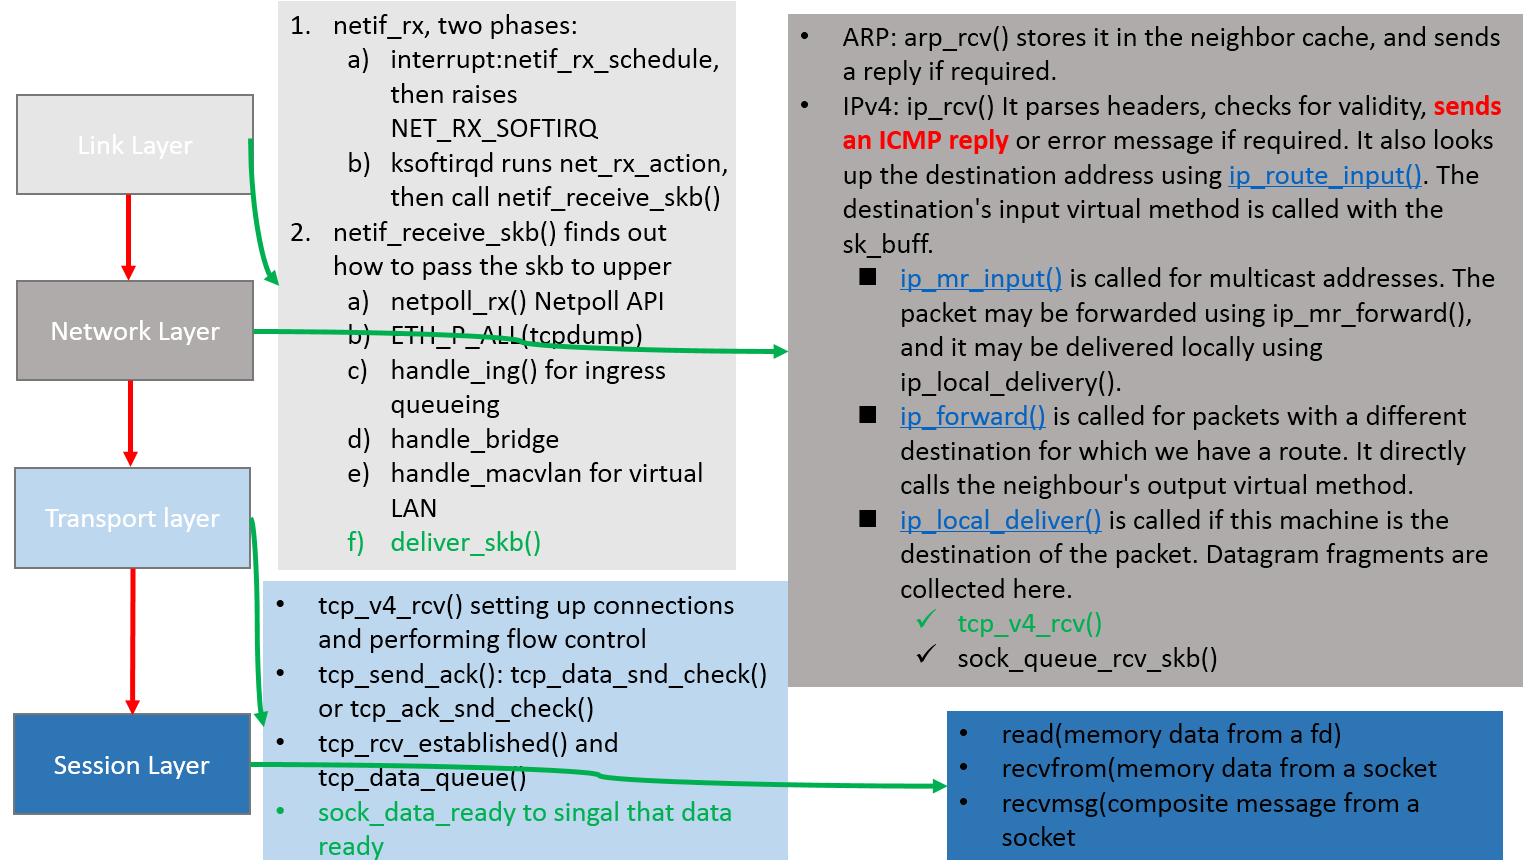 Link Layer
Network Layer
Transport layer
Session Layer
1. netif_rx, two phases:
a) interrupt:netif_rx_schedule,
then raises
NET_RX_SOFTIRQ
b) ksoftirqd runs net_rx_action,
then call netif_receive_skb()
2. netif_receive_skb() finds out
how to pass the skb to upper
a) netpoll_rx() Netpoll API
b) ETH_P_ALL(tcpdump)
c) handle_ing() for ingress
queueing
d) handle_bridge
e) handle_macvlan for virtual
LAN
f) deliver_skb()
• ARP: arp_rcv() stores it in the neighbor cache, and sends
a reply if required.
• IPv4: ip_rcv() It parses headers, checks for validity, sends
an ICMP reply or error message if required. It also looks
up the destination address using ip_route_input(). The
destination's input virtual method is called with the
sk_buff.
■ ip_mr_input() is called for multicast addresses. The
packet may be forwarded using ip_mr_forward(),
and it may be delivered locally using
ip_local_delivery().
■ ip_forward() is called for packets with a different
destination for which we have a route. It directly
calls the neighbour's output virtual method.
■ ip_local_deliver() is called if this machine is the
destination of the packet. Datagram fragments are
collected here.
✓ tcp_v4_rcv()
✓ sock_queue_rcv_skb()
• tcp_v4_rcv() setting up connections
and performing flow control
• tcp_send_ack(): tcp_data_snd_check()
or tcp_ack_snd_check()
• tcp_rcv_established() and
tcp_data_queue()
• sock_data_ready to singal that data
ready
• read(memory data from a fd)
• recvfrom(memory data from a socket
• recvmsg(composite message from a
socket